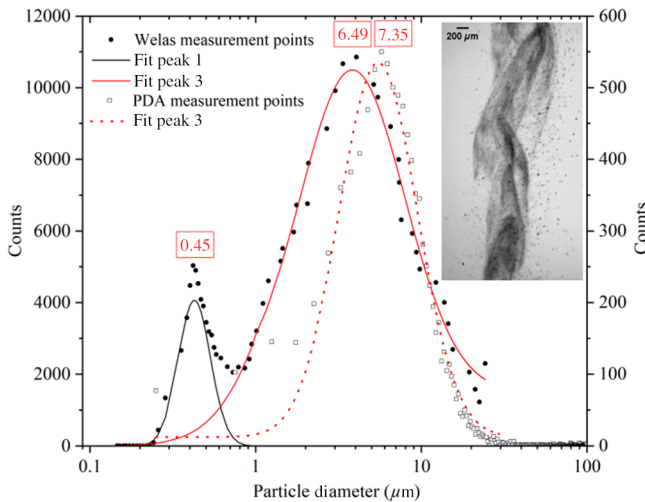 12000
10000
8000
6000
4000
2000
0
Counts
Welas measurement points
Fit peak 1
Fit peak 3
PDA measurement points
Fit peak 3
0.45
6.49
7.35
200 μm
600
500
400
300
200
100
0
Counts
0.1
1
10
100
Particle diameter (μm)